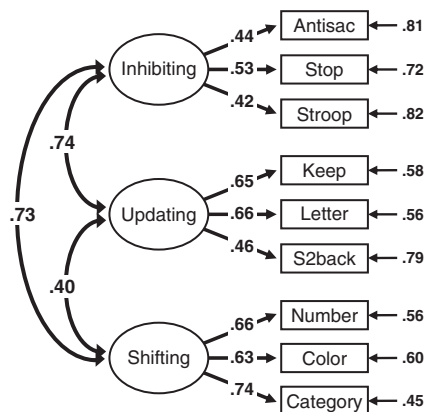 .44 Antisac .81
Inhibiting .53 Stop .72
.42 Stroop .82
.74
.65 Keep .58
.73 Updating .66 Letter .56
.46 S2back .79
.40
.66 Number .56
Shifting .63 Color .60
.74 Category .45